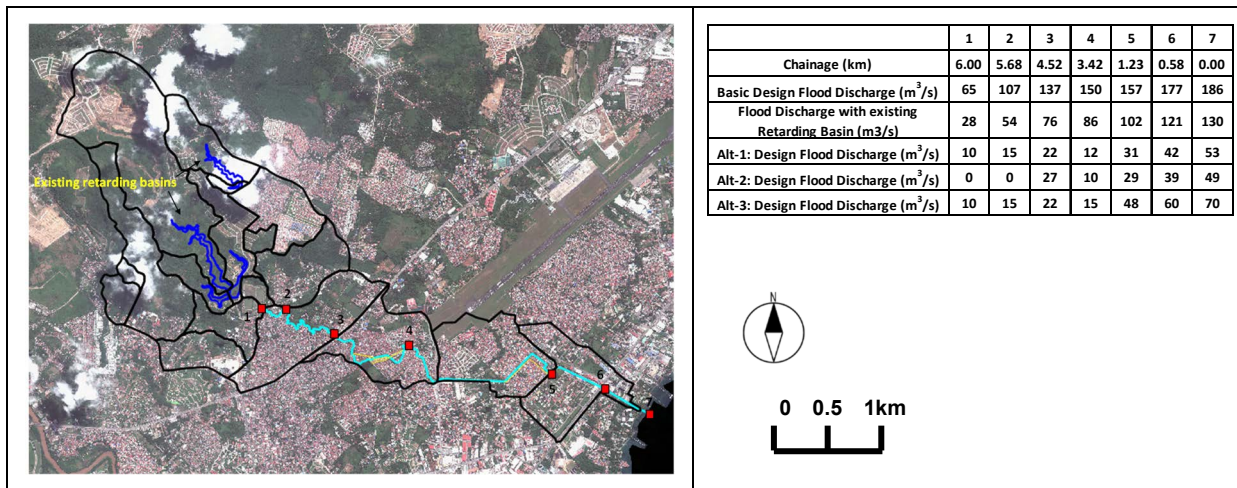 Existing retarding basins
1
2
3
4
5
6
1 2 3 4 5 6 7
Chainage (km) 6.00 5.68 4.52 3.42 1.23 0.58 0.00
Basic Design Flood Discharge (m³/s) 65 107 137 150 157 177 186
Flood Discharge with existing
Retarding Basin (m3/s) 28 54 76 86 102 121 130
Alt-1: Design Flood Discharge (m³/s) 10 15 22 12 31 42 53
Alt-2: Design Flood Discharge (m³/s) 0 0 27 10 29 39 49
Alt-3: Design Flood Discharge (m³/s) 10 15 22 15 48 60 70
N
0 0.5 1km